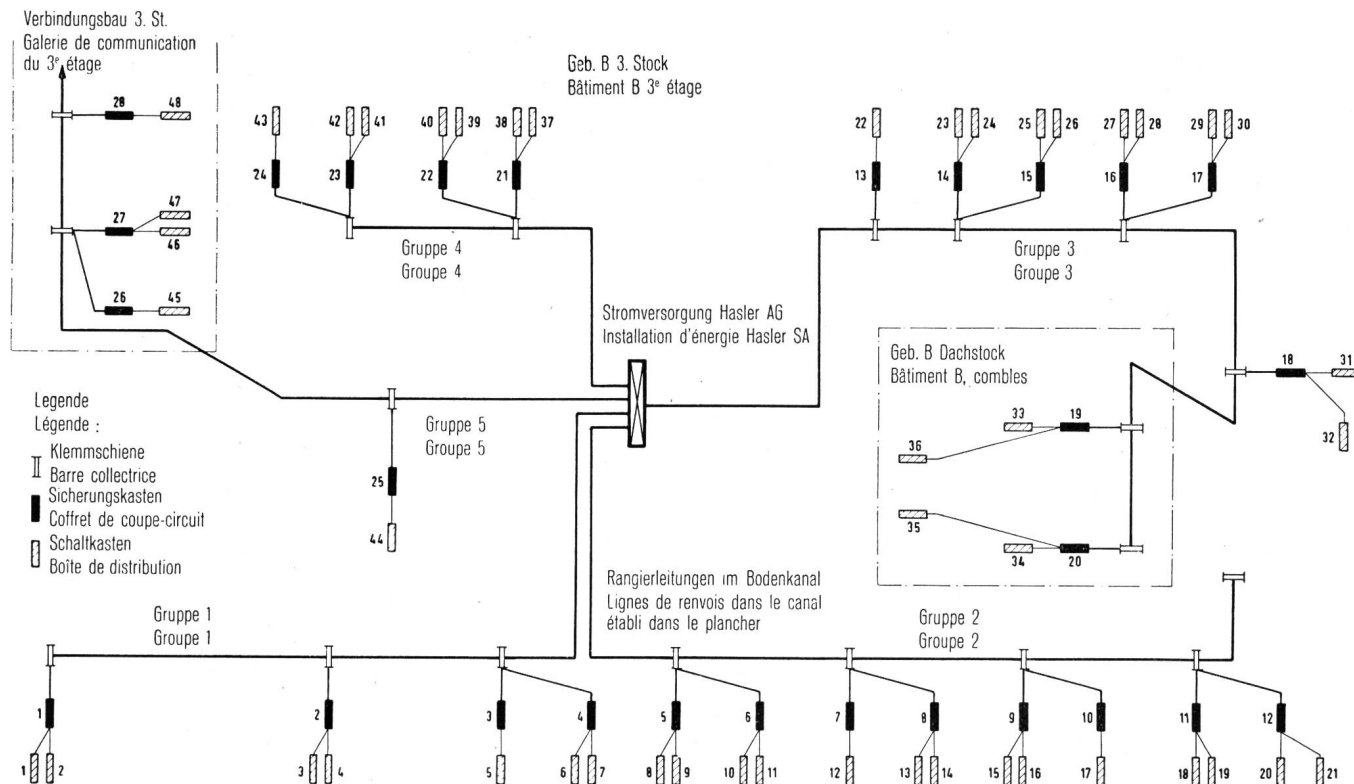 Verbindungsbau 3. St.
Galerie de communication
du 3e étage
Geb. B 3. Stock
Bâtiment B 3e étage
28 48
27 47
46
26 45
43 42 41 40 39 38 37
24 23 22 21
Gruppe 4
Groupe 4
22 23 24 25 26 27 28 29 30
13 14 15 16 17
Gruppe 3
Groupe 3
Stromversorgung Hasler AG
Installation d'énergie Hasler SA
Geb. B Dachstock
Bâtiment B, combles
33 19
36
35
34 20
18 31
32
Gruppe 5
Groupe 5
25
44
Legende
Légende :
Klemmschiene
Barre collectrice
Sicherungskasten
Coffret de coupe-circuit
Schaltkasten
Boîte de distribution
Rangierleitungen im Bodenkanal
Lignes de renvois dans le canal
établi dans le plancher
Gruppe 1
Groupe 1
Gruppe 2
Groupe 2
1 2 3 4 5 6 7 8 9 10 11 12
1 2 3 4 5 6 7 8 9 10 11 12 13 14 15 16 17 18 19 20 21